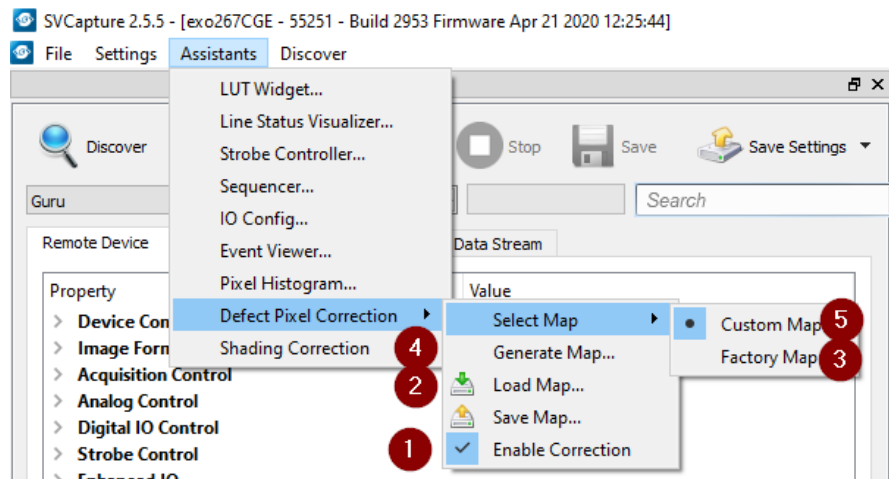 SVCapture 2.5.5 - [exo267CGE - 55251 - Build 2953 Firmware Apr 21 2020 12:25:44]
File Settings Assistants Discover
LUT Widget...
Line Status Visualizer...
Strobe Controller...
Sequencer...
IO Config...
Event Viewer...
Pixel Histogram...
Defect Pixel Correction
Shading Correction
Discover
Stop
Save
Save Settings
Guru
Search
Remote Device
Data Stream
Property
Value
Device Con
Image Form
Acquisition Control
Analog Control
Digital IO Control
Strobe Control
Select Map
Generate Map...
Load Map...
Save Map...
Enable Correction
Custom Map
Factory Map
5
3
4
2
1